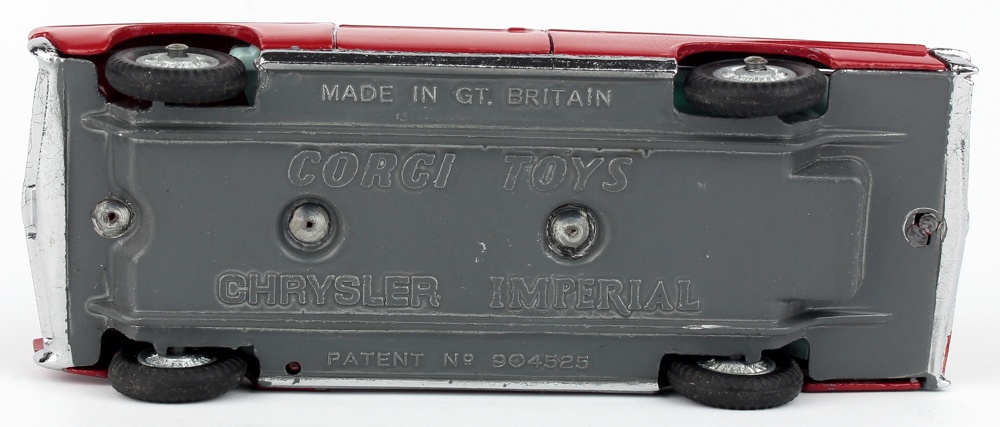 MADE IN GT. BRITAIN
CORGI TOYS
CHRYSLER IMPERIAL
PATENT Nº 904525